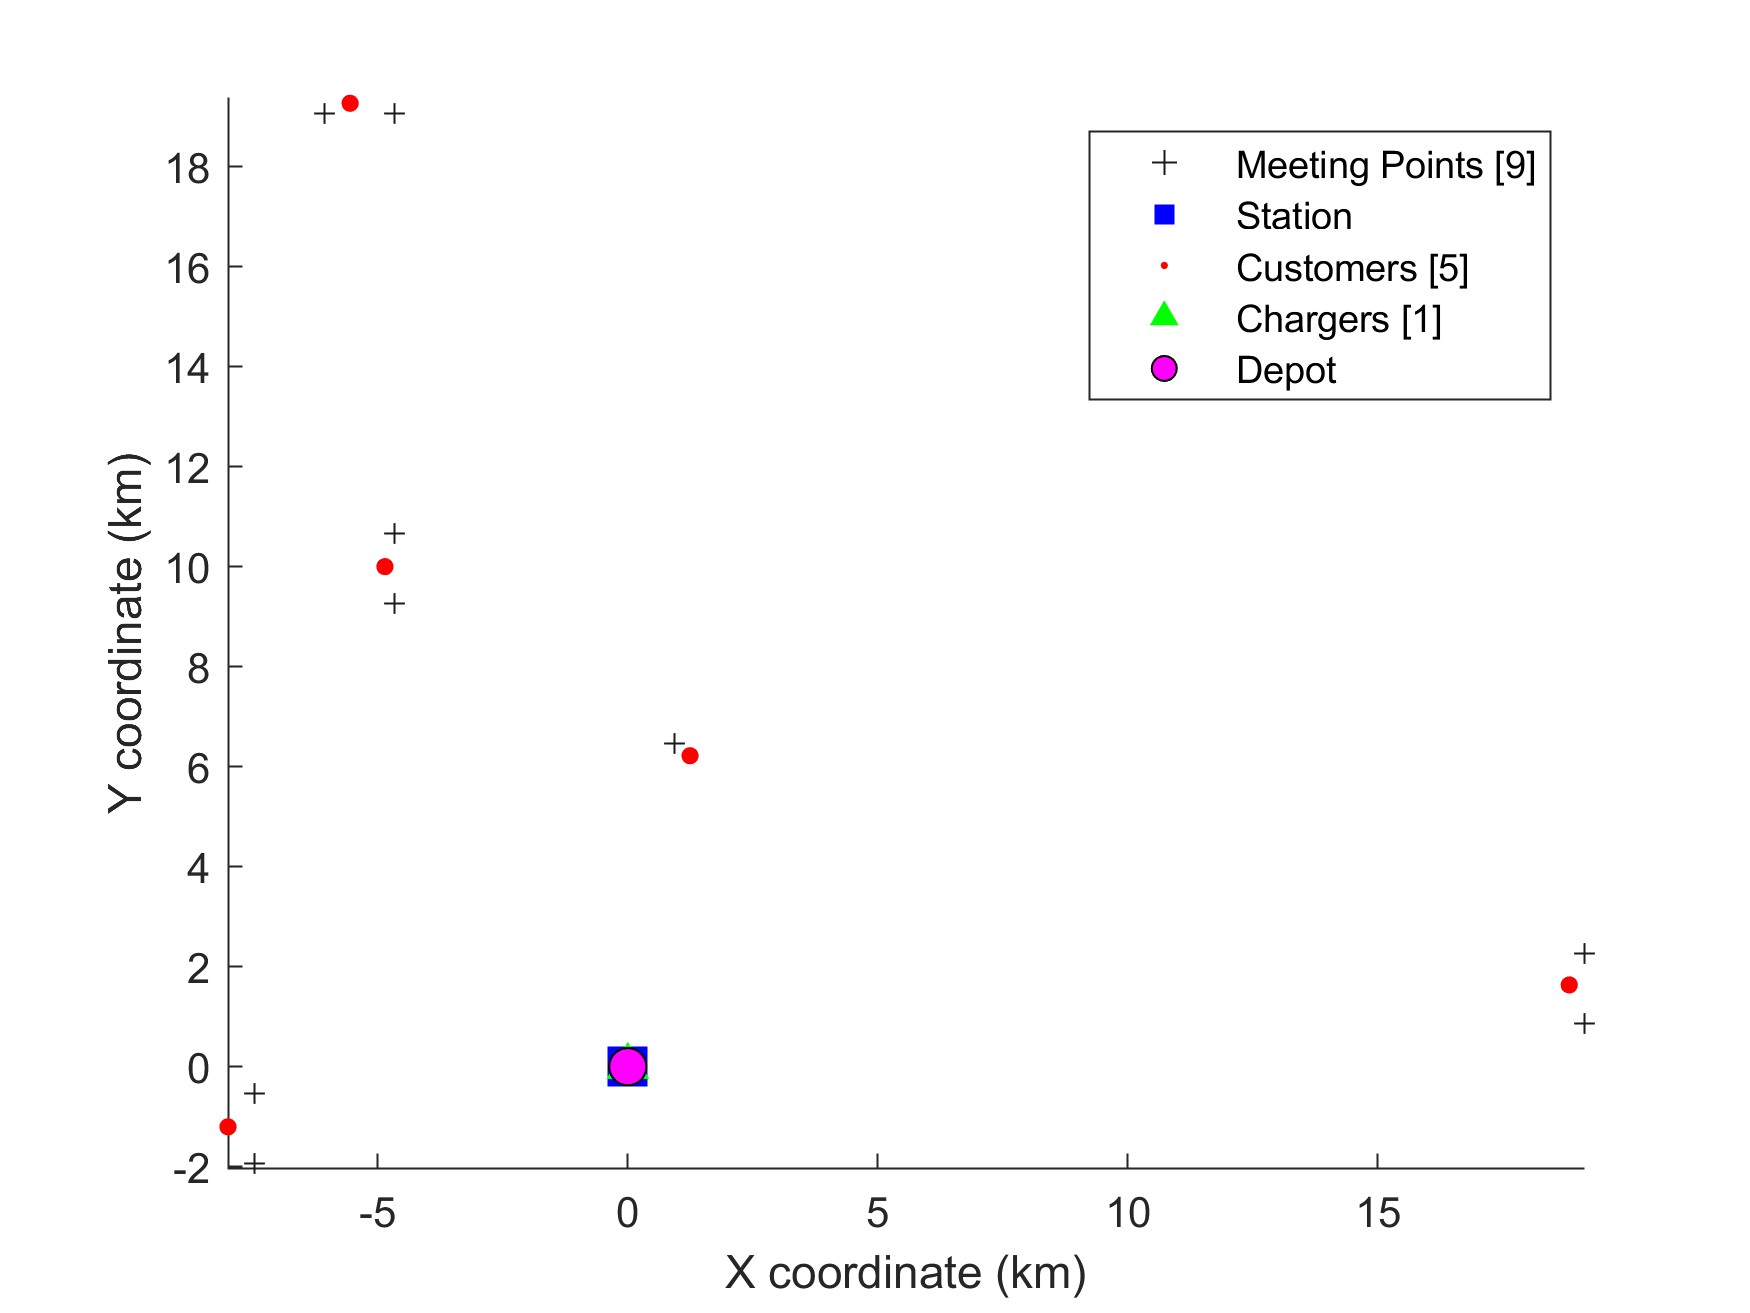 Meeting Points [9]
Station
Customers [5]
Chargers [1]
Depot
18
16
14
12
10
8
6
4
2
0
-2
Y coordinate (km)
-5 0 5 10 15
X coordinate (km)